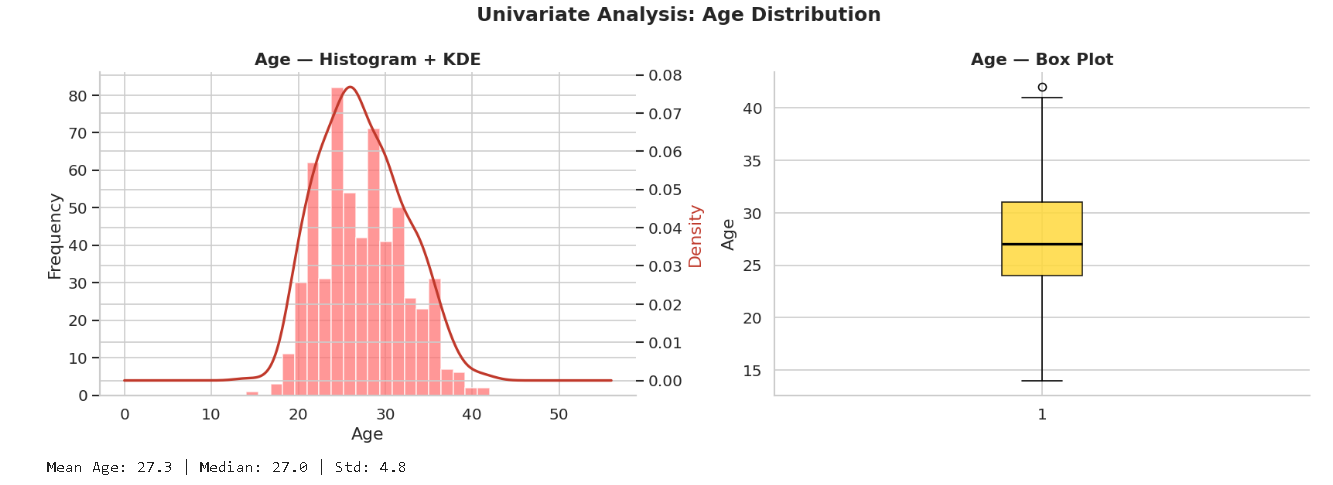 Univariate Analysis: Age Distribution
Age — Histogram + KDE
Frequency
80
70
60
50
40
30
20
10
0
0 10 20 30 40 50
Age
0.08
0.07
0.06
0.05
0.04
0.03
0.02
0.01
0.00
Density
Age — Box Plot
Age
40
35
30
25
20
15
1
Mean Age: 27.3 | Median: 27.0 | Std: 4.8